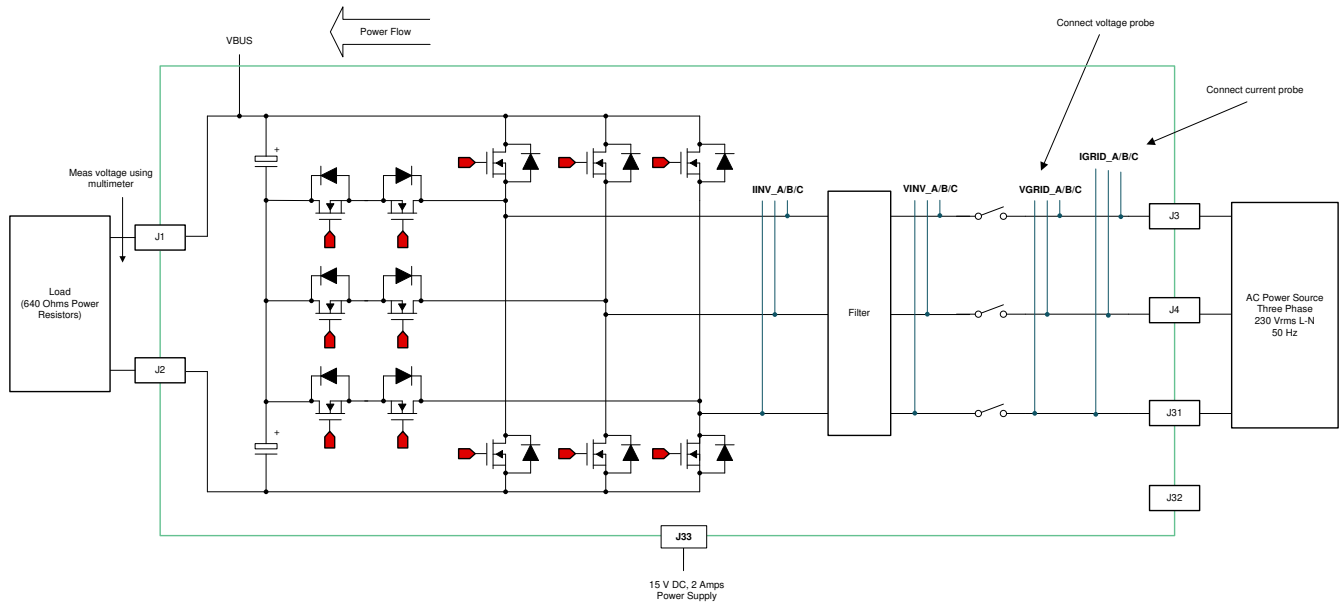 Power Flow
VBUS
Connect voltage probe
Connect current probe
Meas voltage using
multimeter
+
IGRID_A/B/C
IINV_A/B/C
VINV_A/B/C
VGRID_A/B/C
J1
J3
Load
(640 Ohms Power
Resistors)
Filter
J4
AC Power Source
Three Phase
230 Vrms L-N
50 Hz
J2
J31
+
J32
J33
15 V DC, 2 Amps
Power Supply